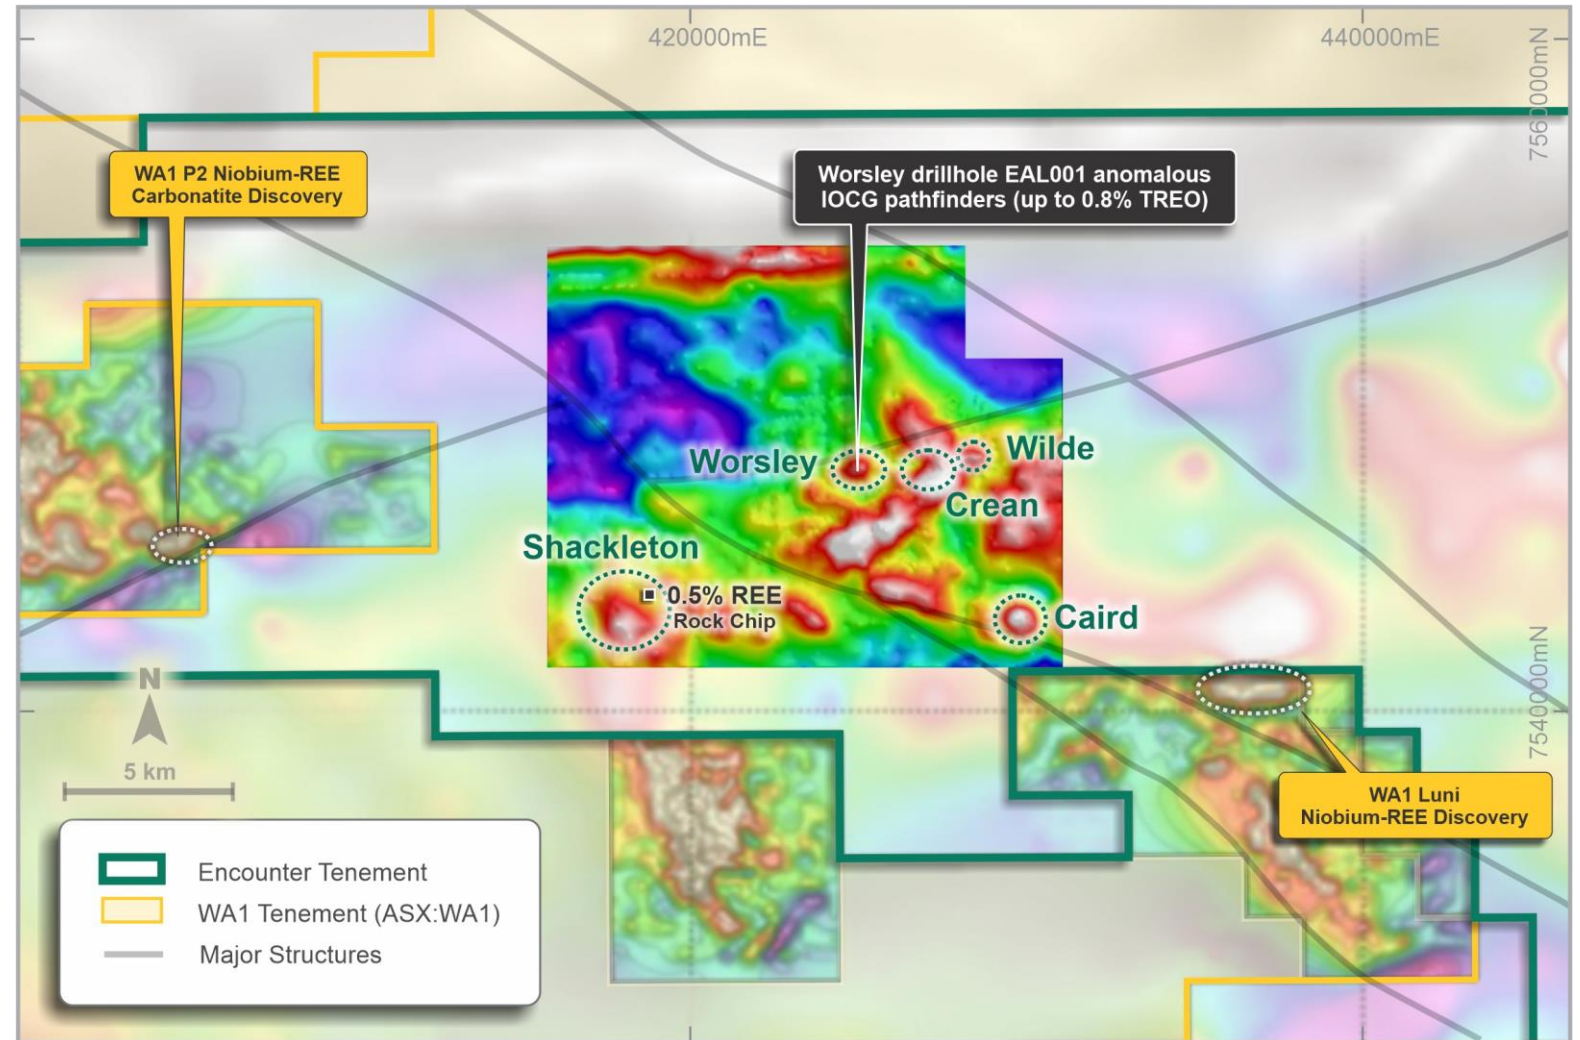 420000mE
440000mE
7560000mN
WA1 P2 Niobium-REE
Carbonatite Discovery
Worsley drillhole EAL001 anomalous
IOCG pathfinders (up to 0.8% TREO)
Worsley
Wilde
Crean
Shackleton
0.5% REE
Rock Chip
Caird
7540000mN
N
5 km
WA1 Luni
Niobium-REE Discovery
Encounter Tenement
WA1 Tenement (ASX:WA1)
Major Structures